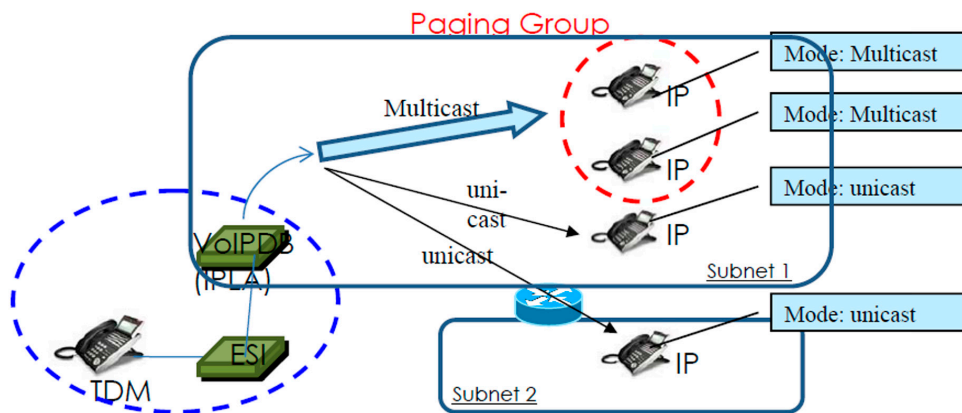 Paging Group
Mode: Multicast
IP
Multicast
Mode: Multicast
IP
Mode: unicast
uni-
cast
IP
VoIPDB
(IPLA)
unicast
Subnet 1
Mode: unicast
ESI
IP
TDM
Subnet 2